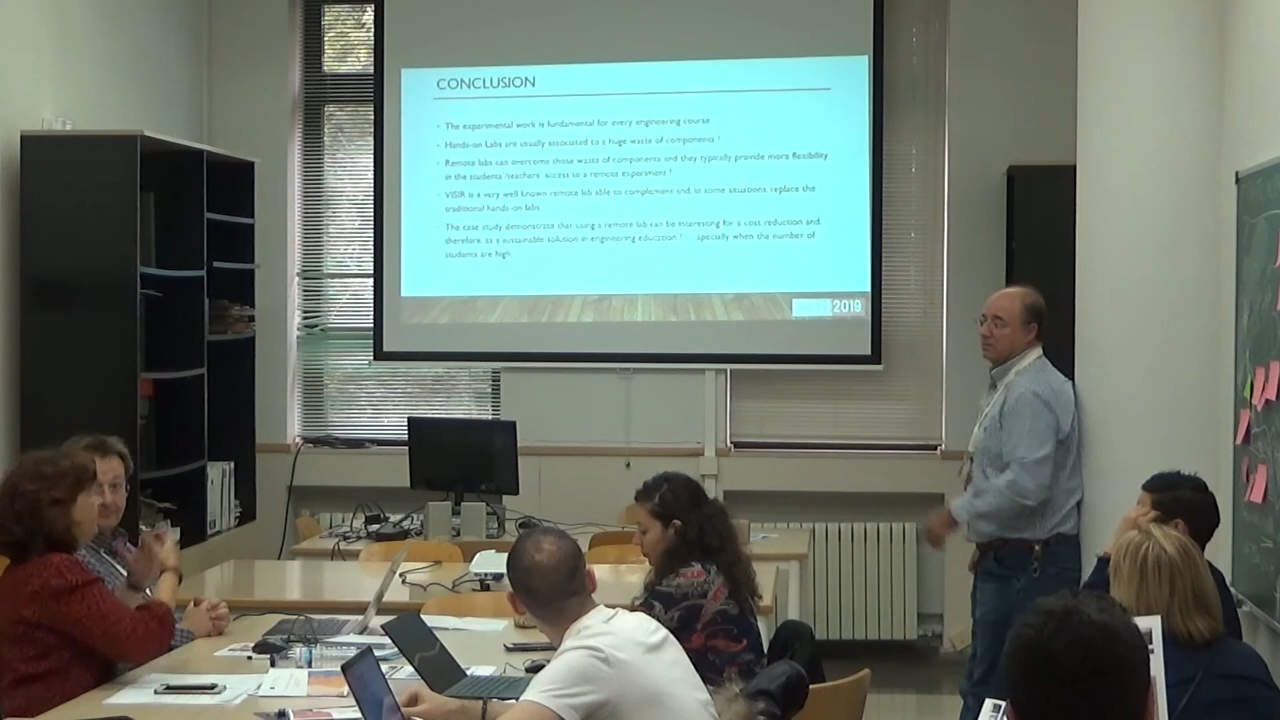 CONCLUSION
The experimental work is fundamental for every engineering course
Hands-on Labs are usually associated to a huge waste of components !
Remote labs can overcome those waste of components and they typically provide more flexibility
in the students'/teachers' access to a remote experiment !
VISIR is a very well known remote lab able to complement and, in some situations, replace the
traditional hands-on labs
The case study demonstrate that using a remote lab can be interesting for a cost reduction and,
therefore, as a sustainable solution in engineering education ! ...specially when the number of
students are high
2019